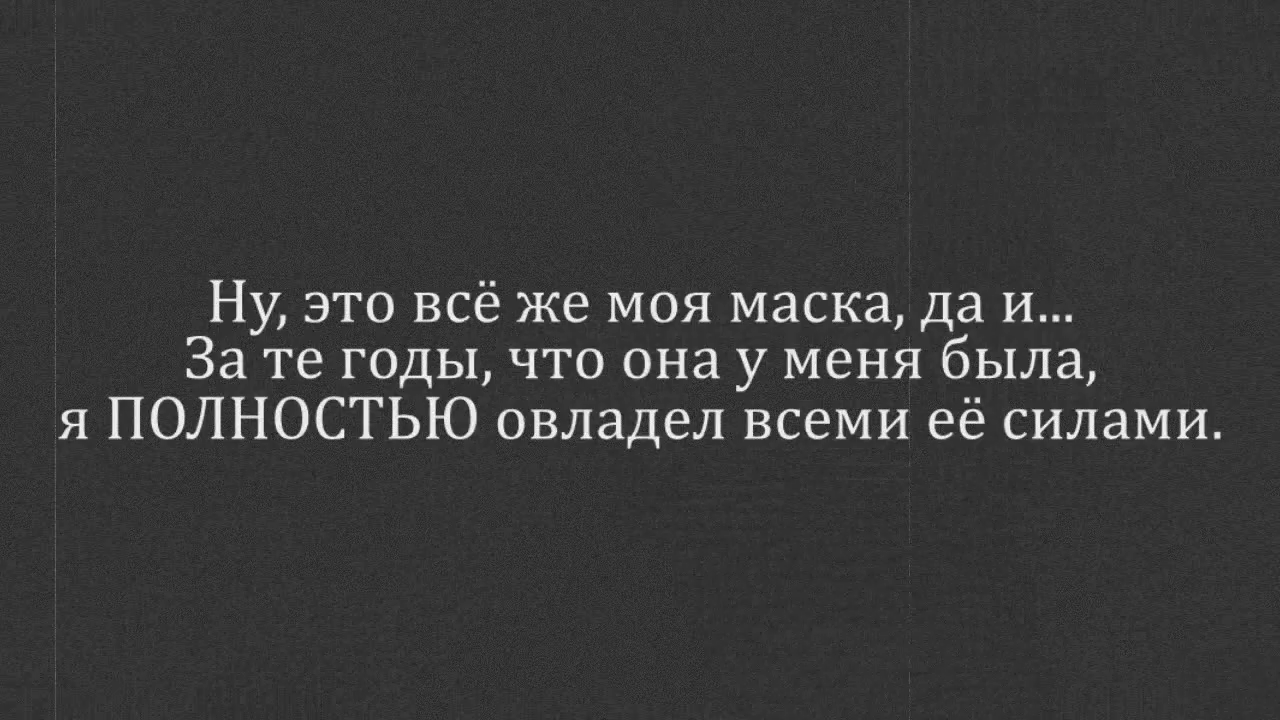 Ну, это всё же моя маска, да и...
За те годы, что она у меня была,
я ПОЛНОСТЬЮ овладел всеми её силами.